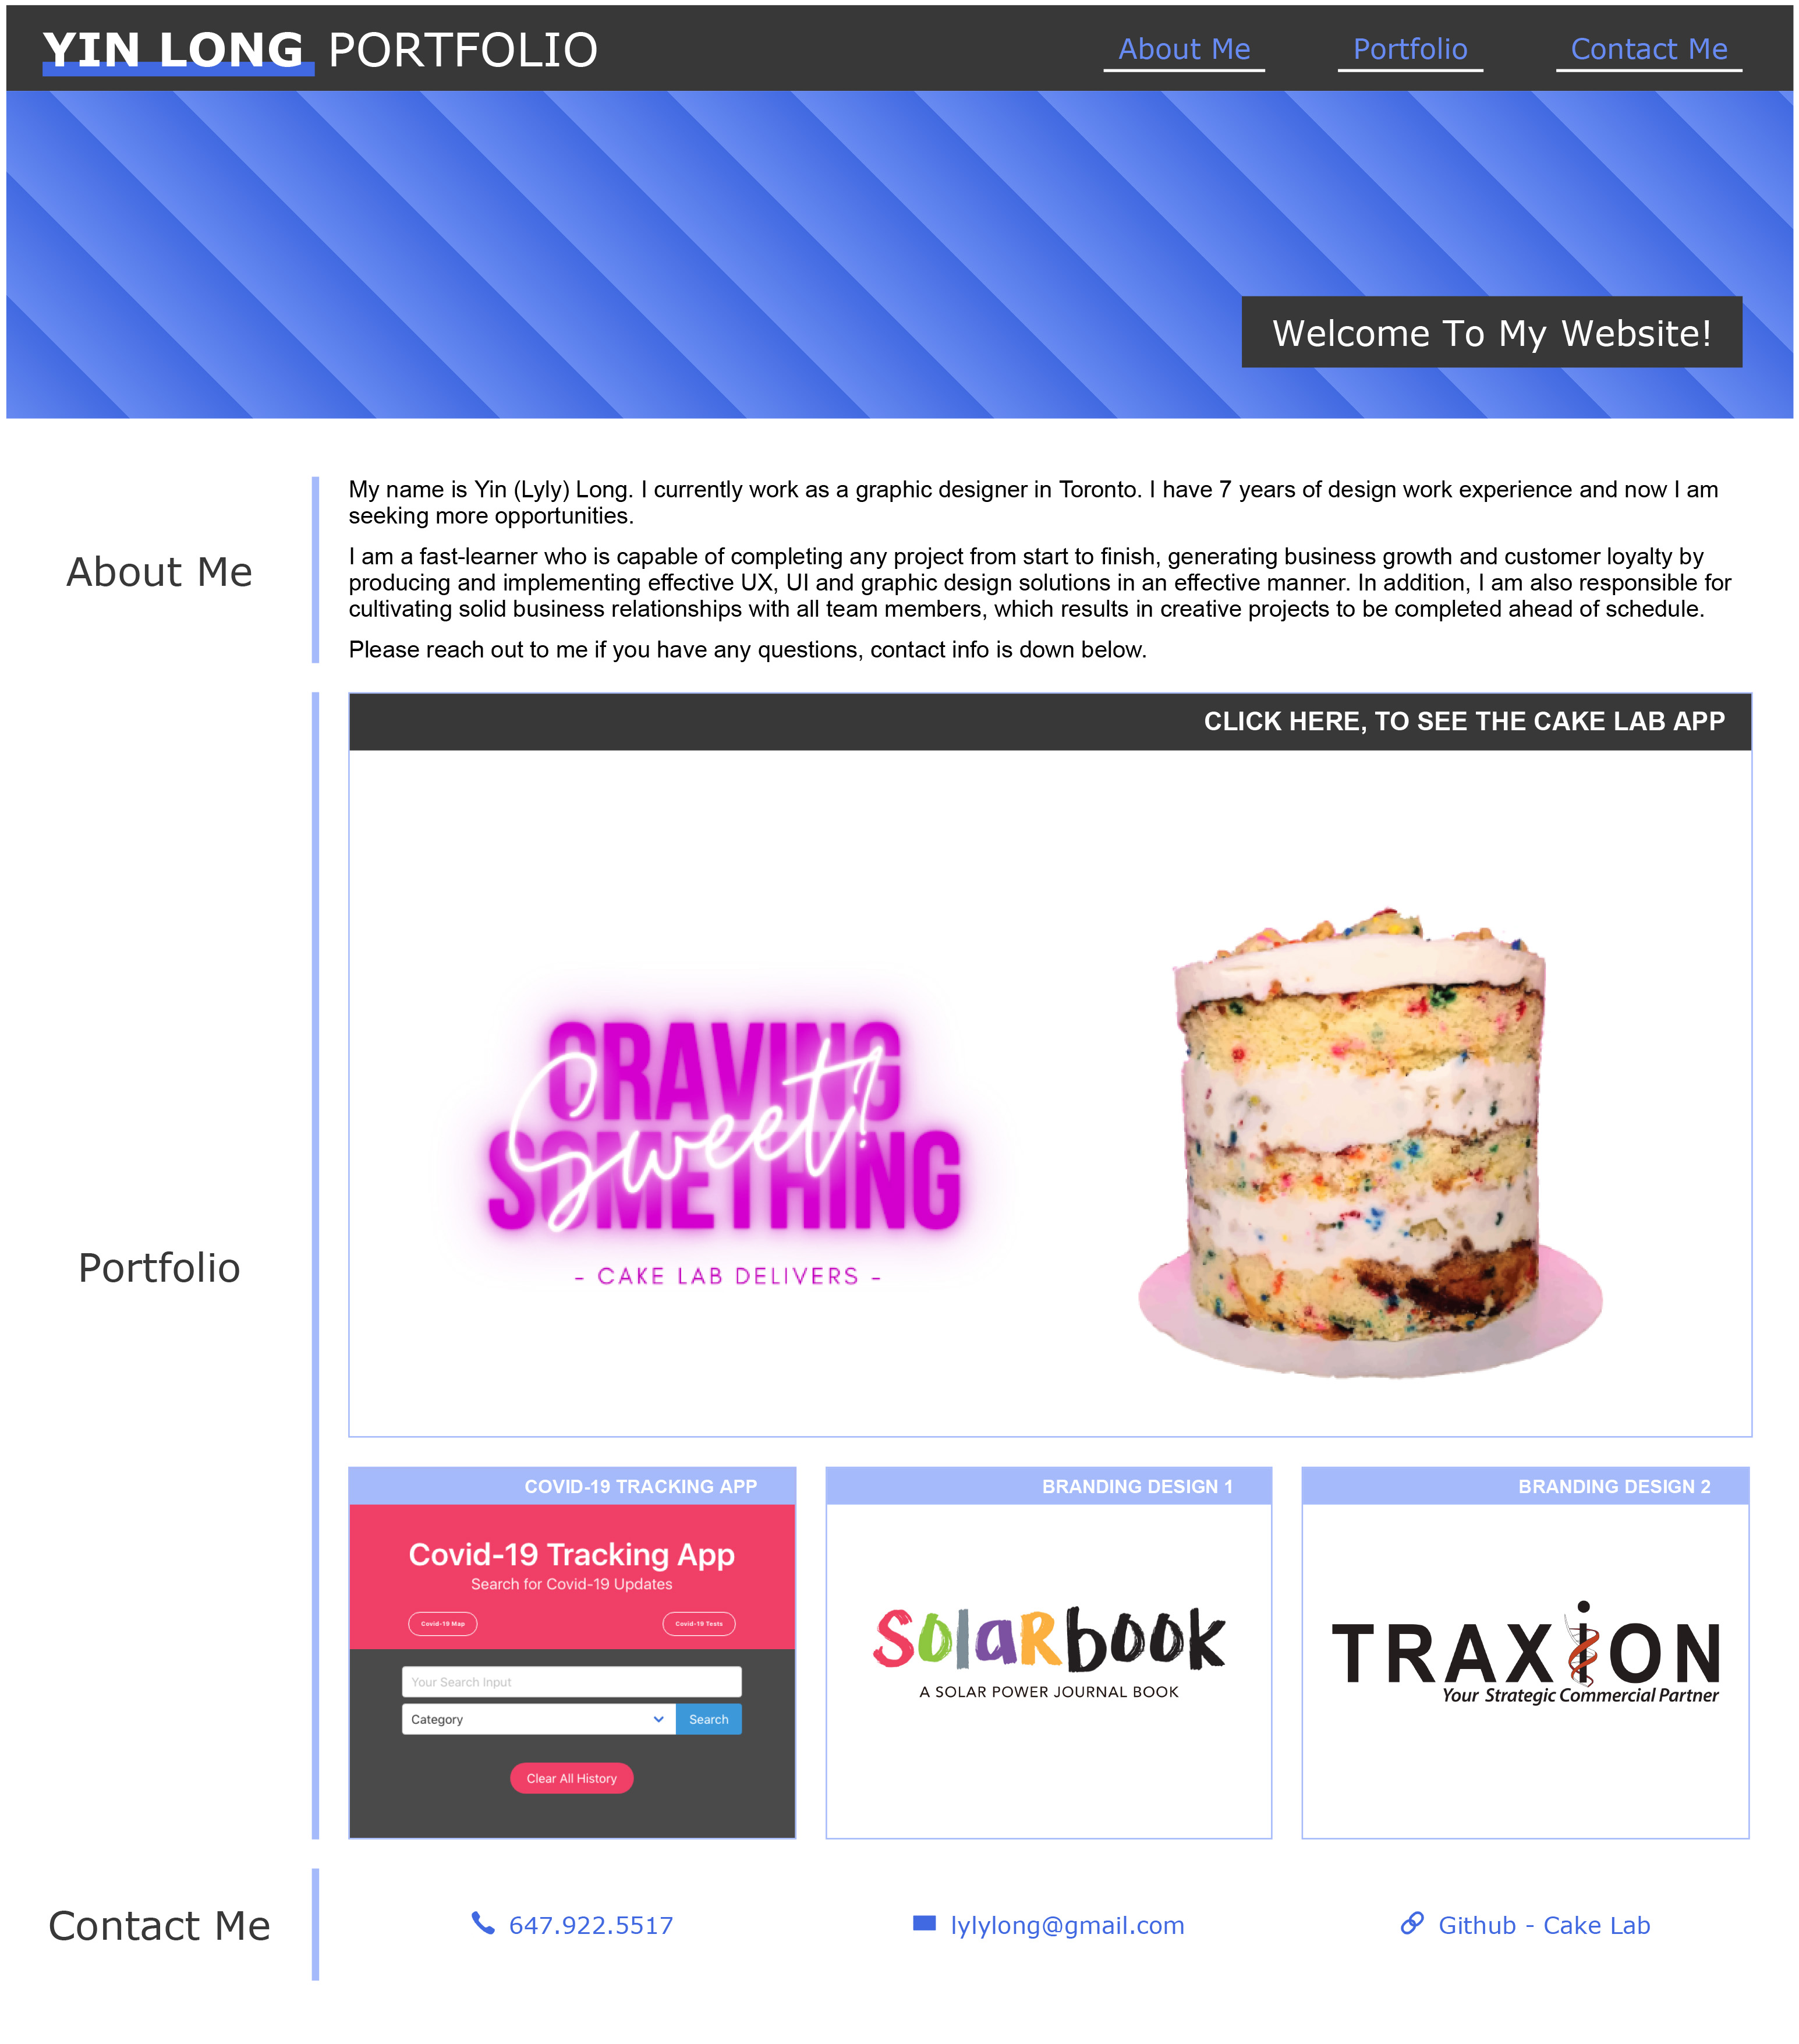 YIN LONG PORTFOLIO
About Me
Portfolio
Contact Me
Welcome To My Website!
About Me
My name is Yin (Lyly) Long. I currently work as a graphic designer in Toronto. I have 7 years of design work experience and now I am
seeking more opportunities.
I am a fast-learner who is capable of completing any project from start to finish, generating business growth and customer loyalty by
producing and implementing effective UX, UI and graphic design solutions in an effective manner. In addition, I am also responsible for
cultivating solid business relationships with all team members, which results in creative projects to be completed ahead of schedule.
Please reach out to me if you have any questions, contact info is down below.
Portfolio
CLICK HERE, TO SEE THE CAKE LAB APP
CRAVING
SOMETHING
Sweet!
- CAKE LAB DELIVERS -
COVID-19 TRACKING APP
Covid-19 Tracking App
Search for Covid-19 Updates
Covid-19 Map
Covid-19 Tests
Your Search Input
Category
Search
Clear All History
BRANDING DESIGN 1
SOlaRbook
A SOLAR POWER JOURNAL BOOK
BRANDING DESIGN 2
TRAXiON
Your Strategic Commercial Partner
Contact Me
647.922.5517
lylylong@gmail.com
Github - Cake Lab